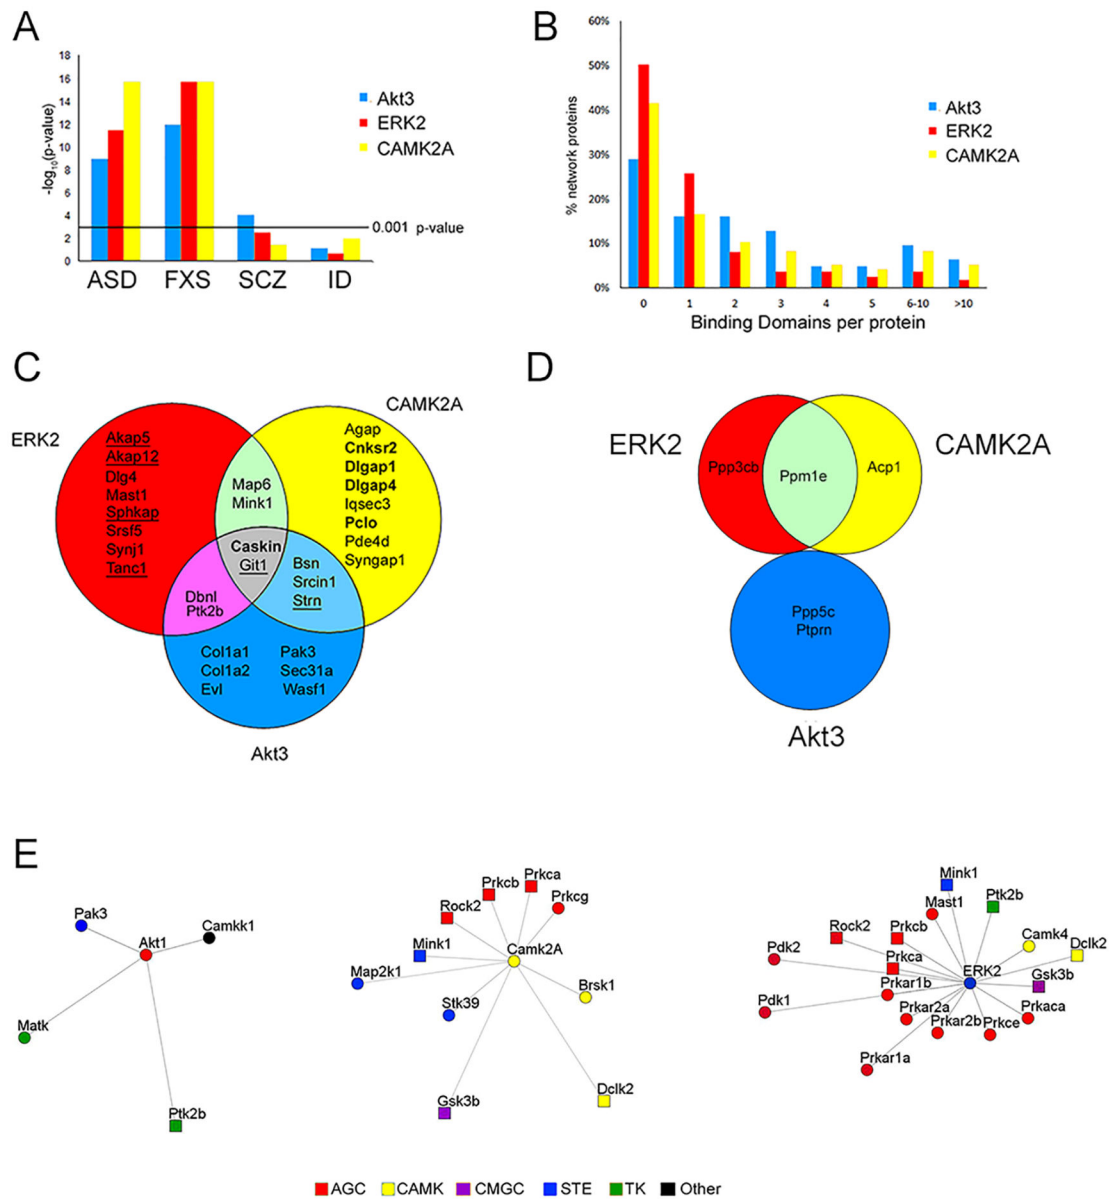 A
18
16
14
12
10
8
6
4
2
0
-log10(p-value)
Akt3
ERK2
CAMK2A
0.001 p-value
ASD FXS SCZ ID
B
60%
50%
40%
30%
20%
10%
0%
% network proteins
Akt3
ERK2
CAMK2A
0 1 2 3 4 5 6-10 >10
Binding Domains per protein
C
ERK2
CAMK2A
Akap5
Akap12
Dlg4
Mast1
Sphkap
Srsf5
Synj1
Tanc1
Map6
Mink1
Agap
Cnksr2
Dlgap1
Dlgap4
Iqsec3
Pclo
Pde4d
Syngap1
Caskin
Git1
Bsn
Srcin1
Strn
Dbnl
Ptk2b
Col1a1 Pak3
Col1a2 Sec31a
Evl Wasf1
Akt3
D
ERK2
CAMK2A
Ppp3cb
Ppm1e
Acp1
Ppp5c
Ptprn
Akt3
E
Pak3
Akt1
Camkk1
Matk
Ptk2b
Prkca
Prkcb
Prkcg
Rock2
Mink1
Camk2A
Map2k1
Stk39
Brsk1
Gsk3b
Dclk2
Mink1
Mast1
Ptk2b
Rock2
Prkcb
Camk4
Pdk2
Prkca
Dclk2
ERK2
Gsk3b
Prkar1b
Pdk1
Prkar2a
Prkaca
Prkar2b
Prkce
Prkar1a
AGC CAMK CMGC STE TK Other